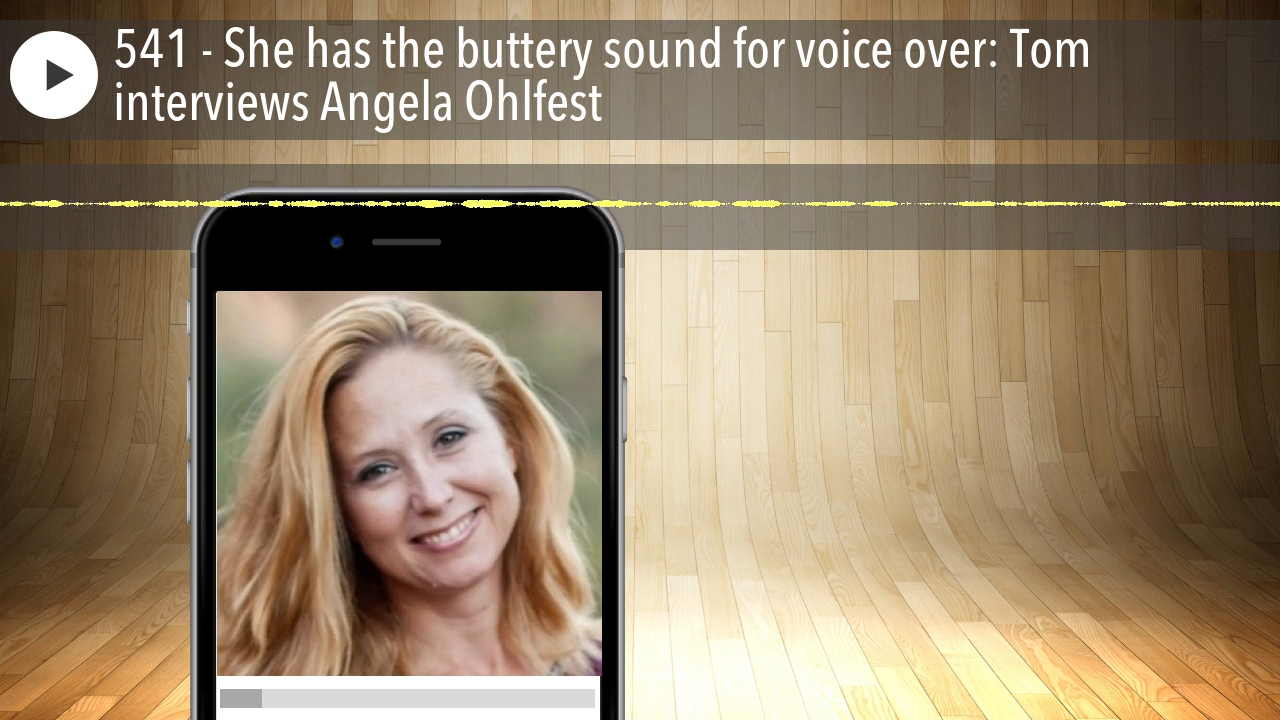 541 - She has the buttery sound for voice over: Tom
interviews Angela Ohlfest